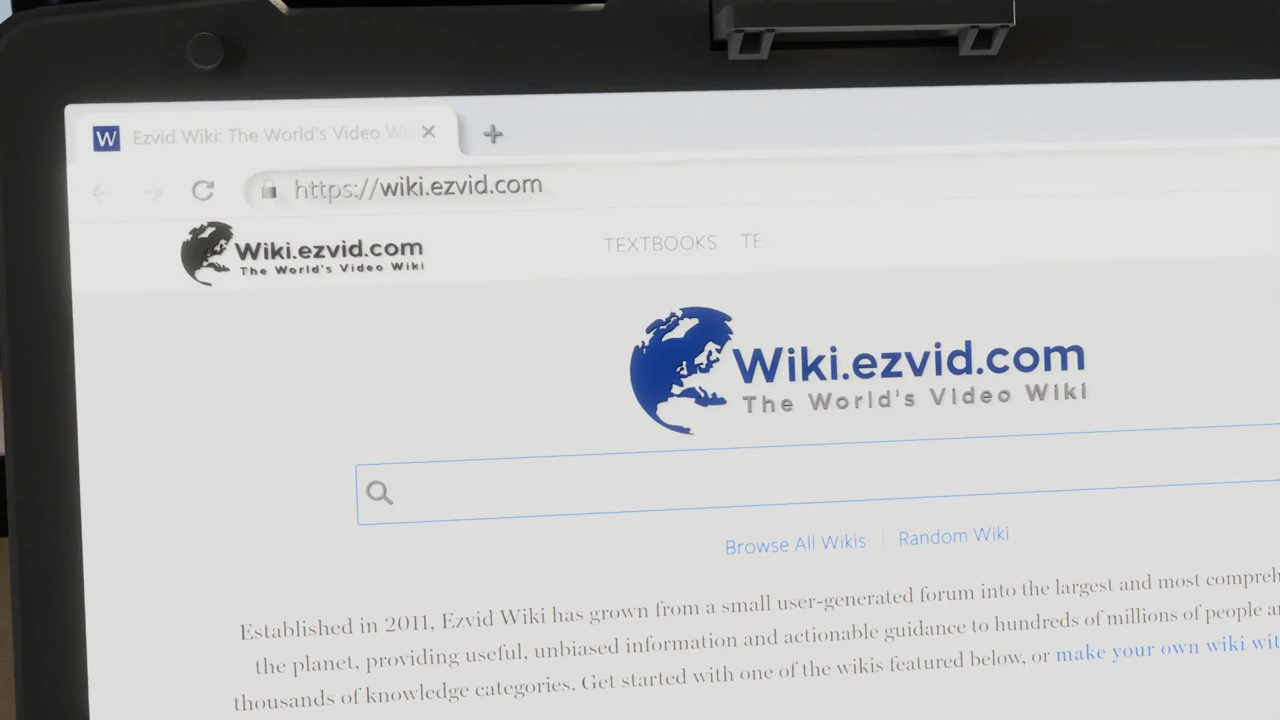 W Ezvid Wiki: The World's Video Wi
https://wiki.ezvid.com
Wiki.ezvid.com
The World's Video Wiki
TEXTBOOKS TE
Wiki.ezvid.com
The World's Video Wiki
Browse All Wikis | Random Wiki
Established in 2011, Ezvid Wiki has grown from a small user-generated forum into the largest and most compreh
the planet, providing useful, unbiased information and actionable guidance to hundreds of millions of people a
thousands of knowledge categories. Get started with one of the wikis featured below, or make your own wiki wit